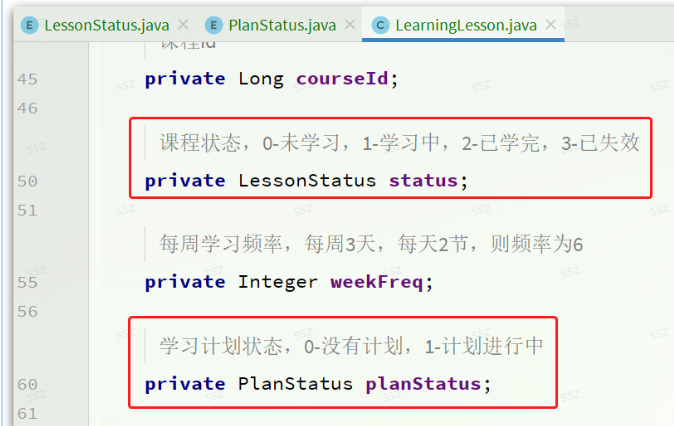 LessonStatus.java PlanStatus.java LearningLesson.java
课程id
45 private Long courseId;
46
课程状态，0-未学习，1-学习中，2-已学完，3-已失效
50 private LessonStatus status;
51
每周学习频率，每周3天，每天2节，则频率为6
55 private Integer weekFreq;
56
学习计划状态，0-没有计划，1-计划进行中
60 private PlanStatus planStatus;
61